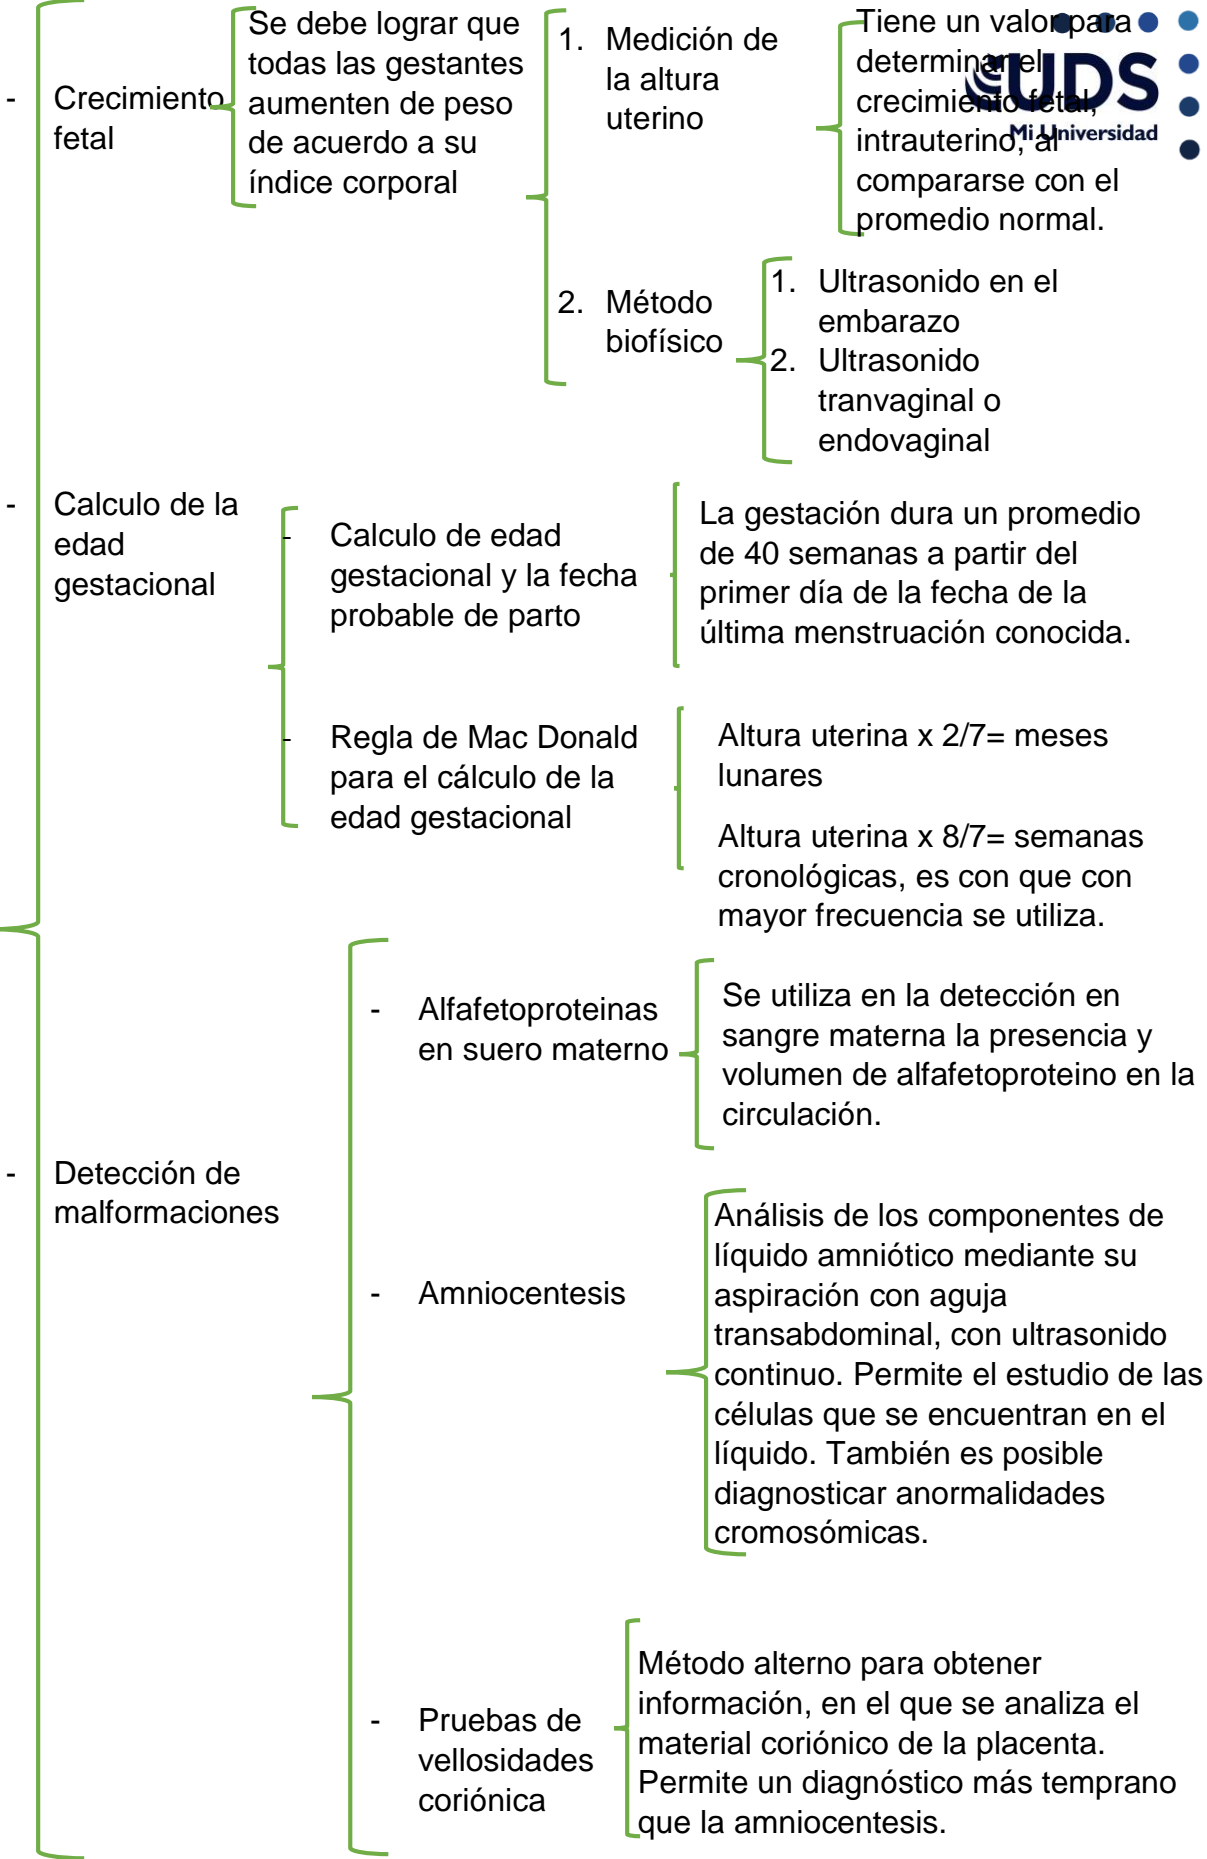 - Crecimiento
fetal
Se debe lograr que
todas las gestantes
aumenten de peso
de acuerdo a su
índice corporal
1. Medición de
la altura
uterino
Tiene un valor para
determinar el
crecimiento fetal,
intrauterino, al
compararse con el
promedio normal.
UDS
Mi Universidad
2. Método
biofísico
1. Ultrasonido en el
embarazo
2. Ultrasonido
tranvaginal o
endovaginal
- Calculo de la
edad
gestacional
- Calculo de edad
gestacional y la fecha
probable de parto
La gestación dura un promedio
de 40 semanas a partir del
primer día de la fecha de la
última menstruación conocida.
- Regla de Mac Donald
para el cálculo de la
edad gestacional
Altura uterina x 2/7= meses
lunares
Altura uterina x 8/7= semanas
cronológicas, es con que con
mayor frecuencia se utiliza.
- Detección de
malformaciones
- Alfafetoproteinas
en suero materno
Se utiliza en la detección en
sangre materna la presencia y
volumen de alfafetoproteino en la
circulación.
- Amniocentesis
Análisis de los componentes de
líquido amniótico mediante su
aspiración con aguja
transabdominal, con ultrasonido
continuo. Permite el estudio de las
células que se encuentran en el
líquido. También es posible
diagnosticar anormalidades
cromosómicas.
- Pruebas de
vellosidades
coriónica
Método alterno para obtener
información, en el que se analiza el
material coriónico de la placenta.
Permite un diagnóstico más temprano
que la amniocentesis.